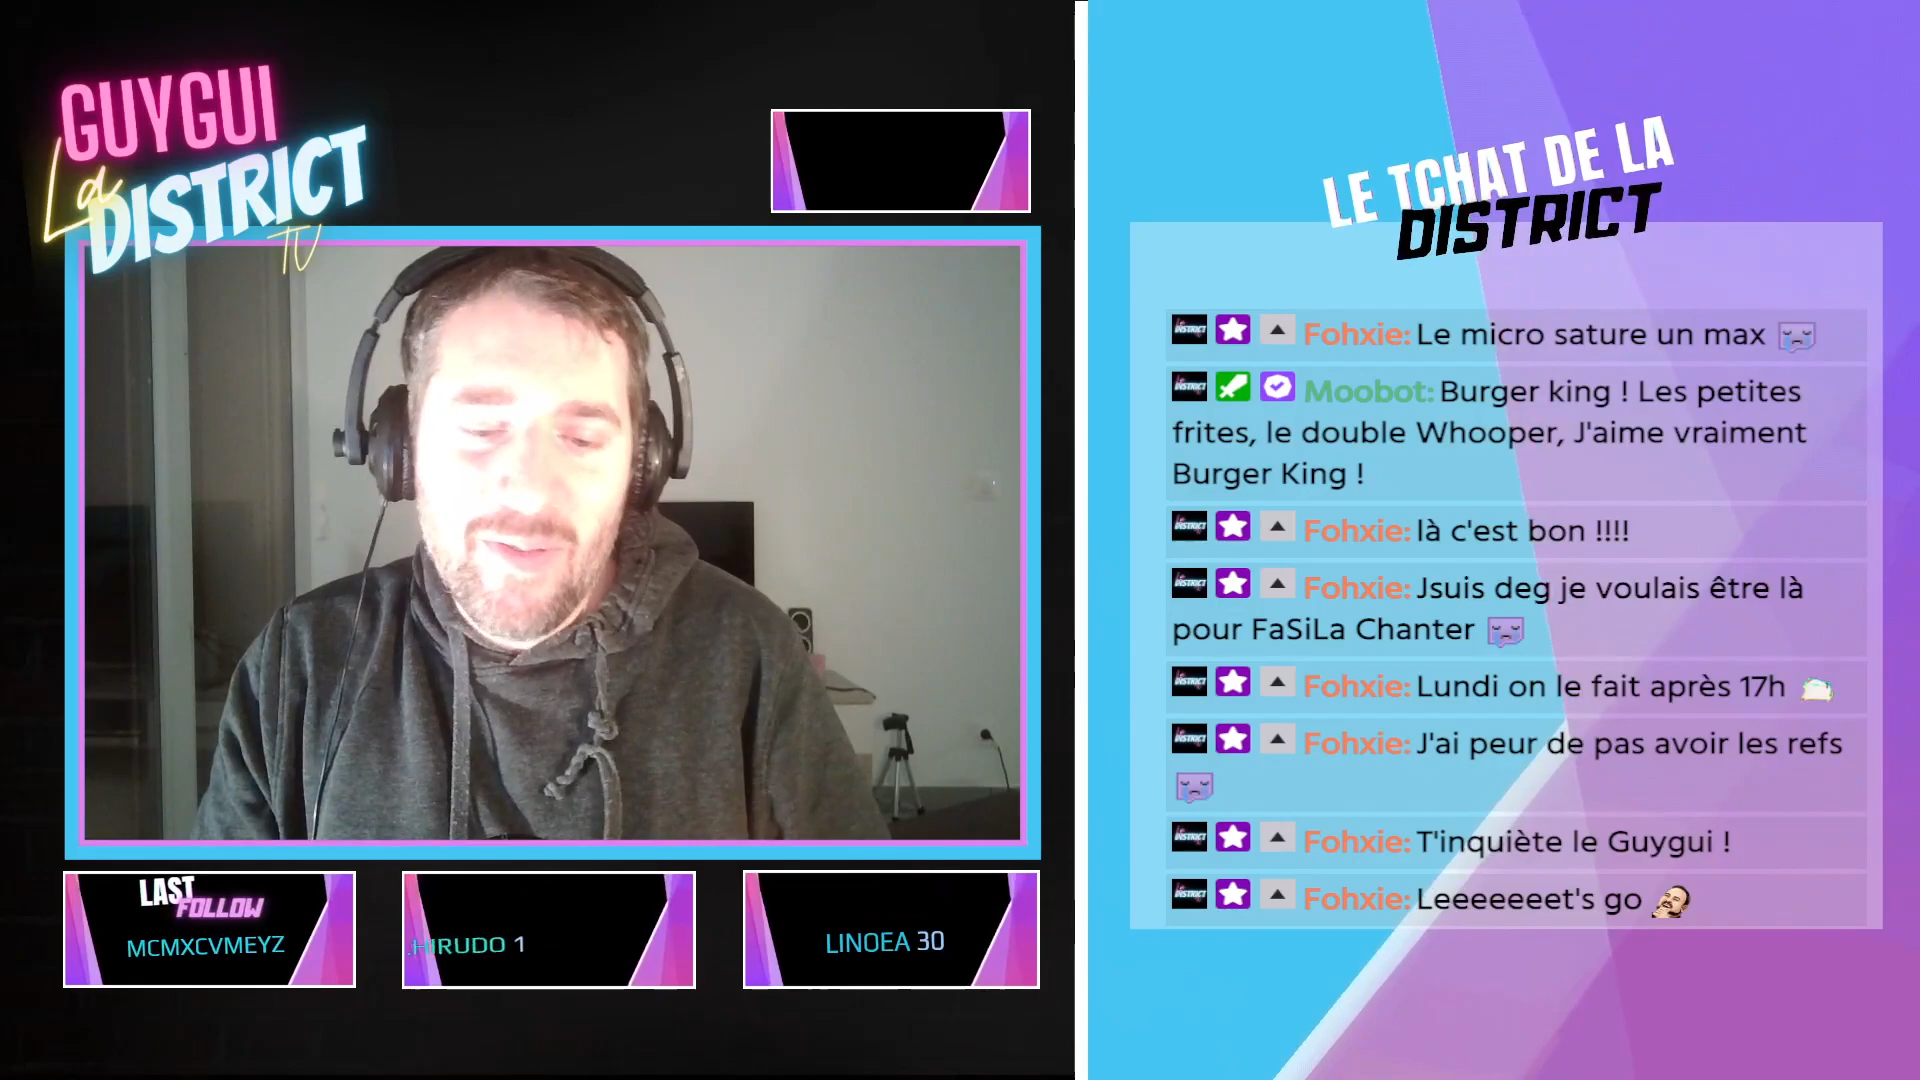 GUYGUI
La
DISTRICT
TV
LAST
FOLLOW
MCMXCVMEYZ
HIRUDO 1
LINOEA 30
LE TCHAT DE LA
DISTRICT
Fohxie: Le micro sature un max
Moobot: Burger king ! Les petites
frites, le double Whooper, J'aime vraiment
Burger King !
Fohxie: là c'est bon !!!!
Fohxie: Jsuis deg je voulais être là
pour FaSiLa Chanter
Fohxie: Lundi on le fait après 17h
Fohxie: J'ai peur de pas avoir les refs
Fohxie: T'inquiète le Guygui !
Fohxie: Leeeeeeet's go